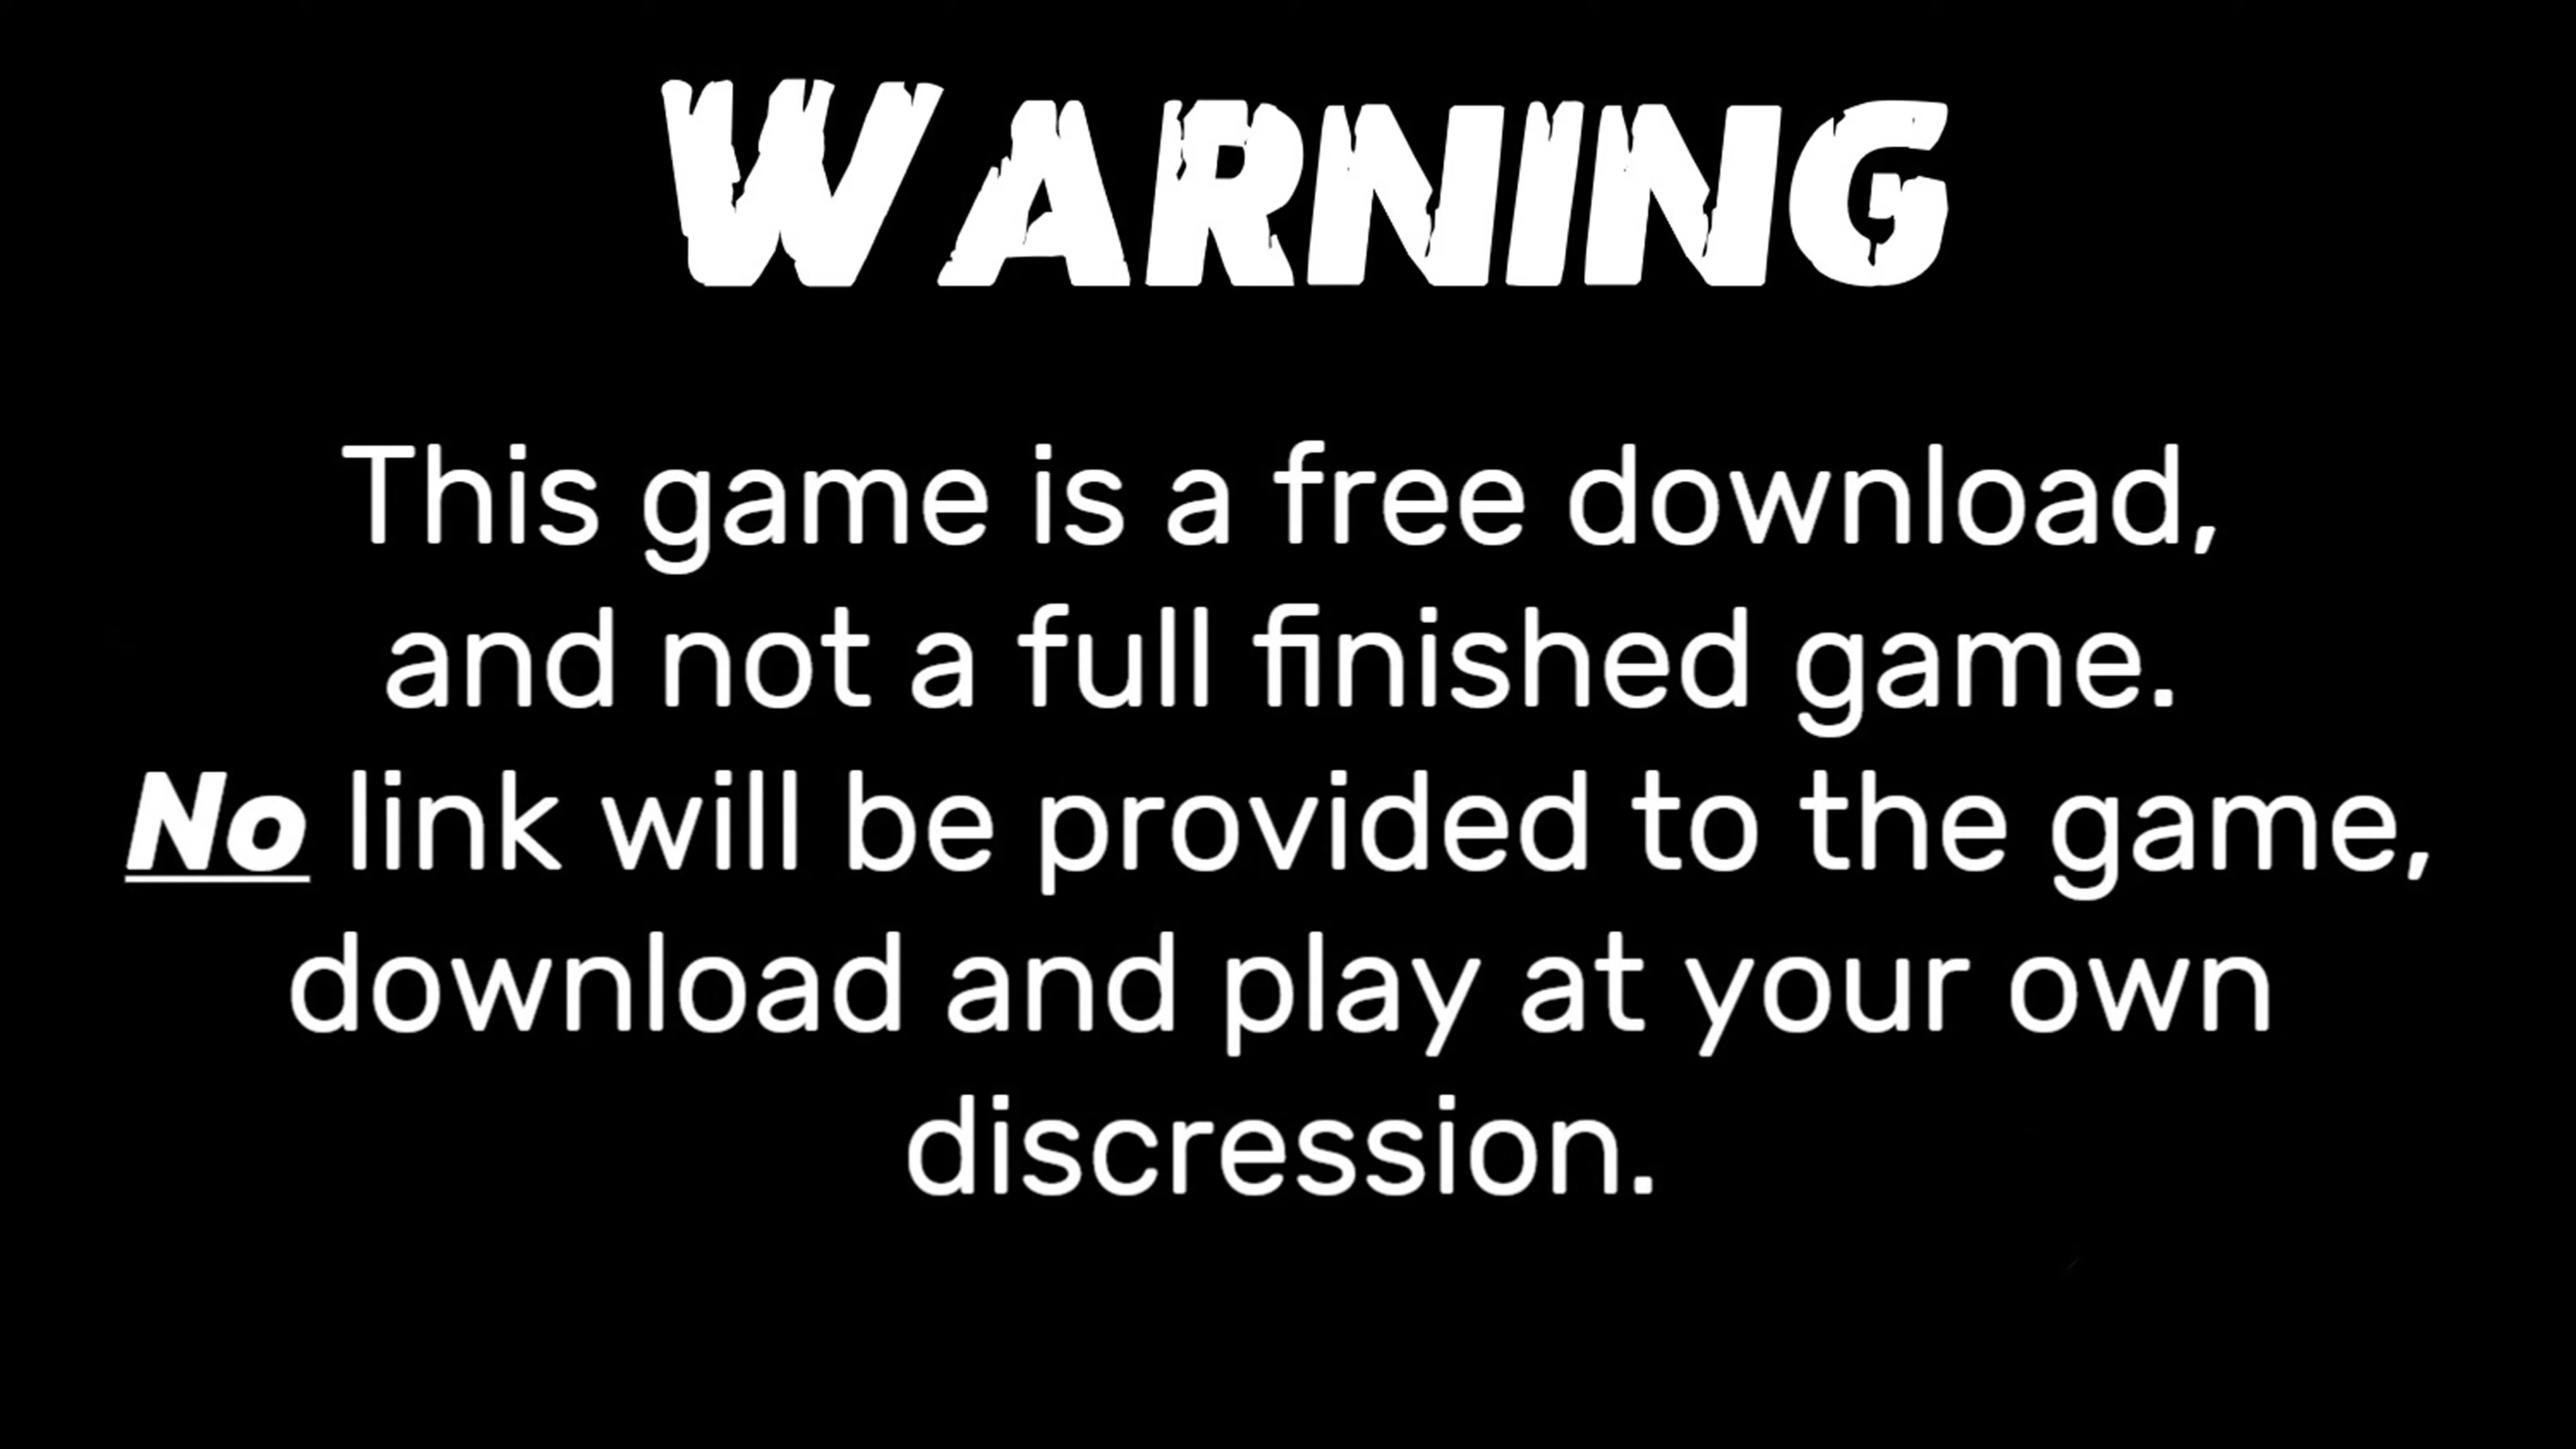 WARNING
This game is a free download,
and not a full finished game.
No link will be provided to the game,
download and play at your own
discression.